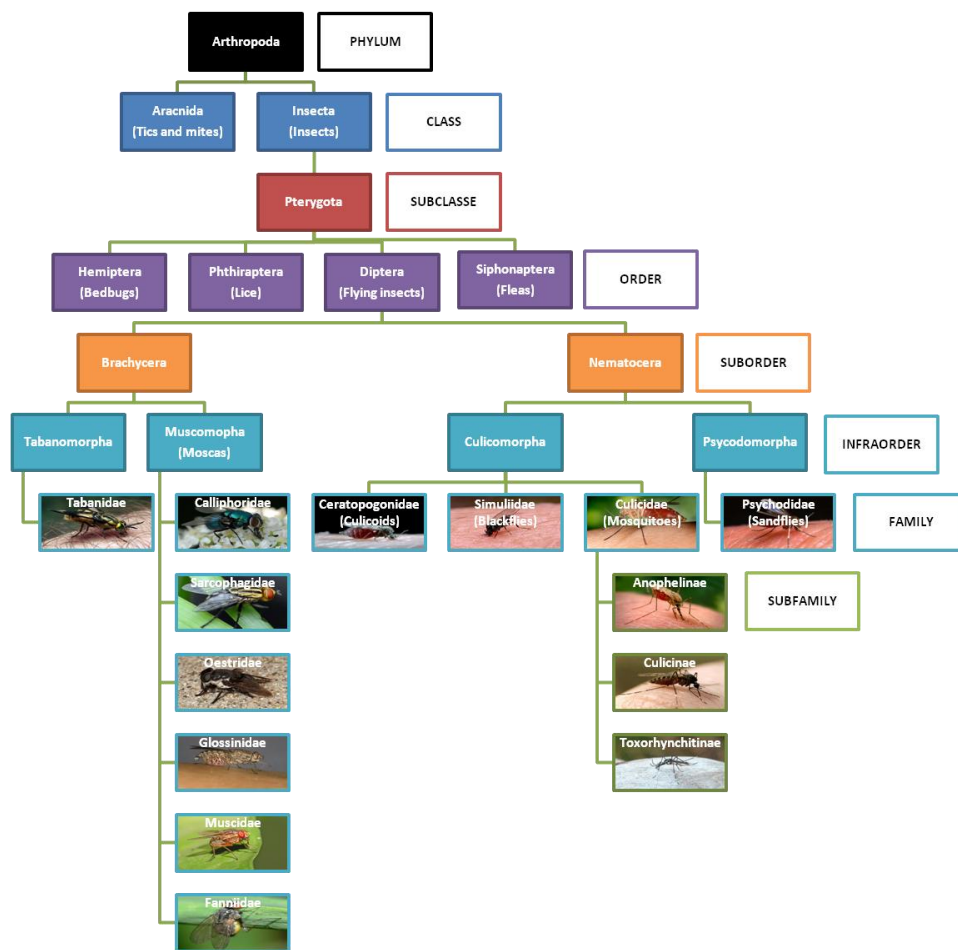 Arthropoda
PHYLUM
Aracnida
(Tics and mites)
Insecta
(Insects)
CLASS
Pterygota
SUBCLASSE
Hemiptera
(Bedbugs)
Phthiraptera
(Lice)
Diptera
(Flying insects)
Siphonaptera
(Fleas)
ORDER
Brachycera
Nematocera
SUBORDER
Tabanomorpha
Muscomopha
(Moscas)
Culicomorpha
Psycodomorpha
INFRAORDER
Tabanidae
Calliphoridae
Ceratopogonidae
(Culicoids)
Simuliidae
(Blackflies)
Culicidae
(Mosquitoes)
Psychodidae
(Sandflies)
FAMILY
Sarcophagidae
Anophelinae
SUBFAMILY
Oestridae
Culicinae
Glossinidae
Toxorhynchitinae
Muscidae
Fanniidae